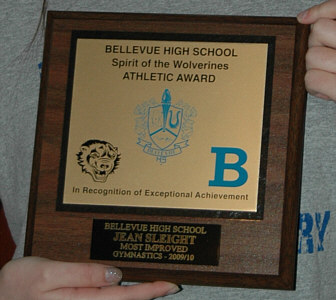 BELLEVUE HIGH SCHOOL
Spirit of the Wolverines
ATHLETIC AWARD
B
In Recognition of Exceptional Achievement
BELLEVUE HIGH SCHOOL
JEAN SLEIGHT
MOST IMPROVED
GYMNASTICS - 2009/10
RY